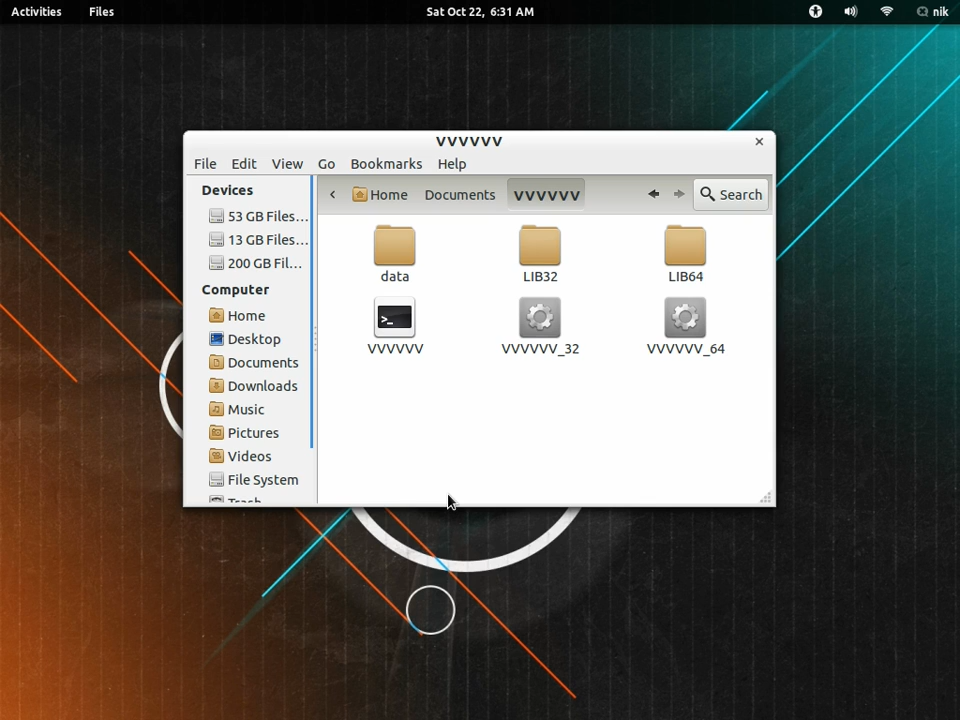 Activities Files Sat Oct 22, 6:31 AM nik
VVVVVV
File Edit View Go Bookmarks Help
Devices
53 GB Files...
13 GB Files...
200 GB Fil...
Computer
Home
Desktop
Documents
Downloads
Music
Pictures
Videos
File System
Trash
Home Documents VVVVVV Search
data LIB32 LIB64
>_
VVVVVV VVVVVV_32 VVVVVV_64